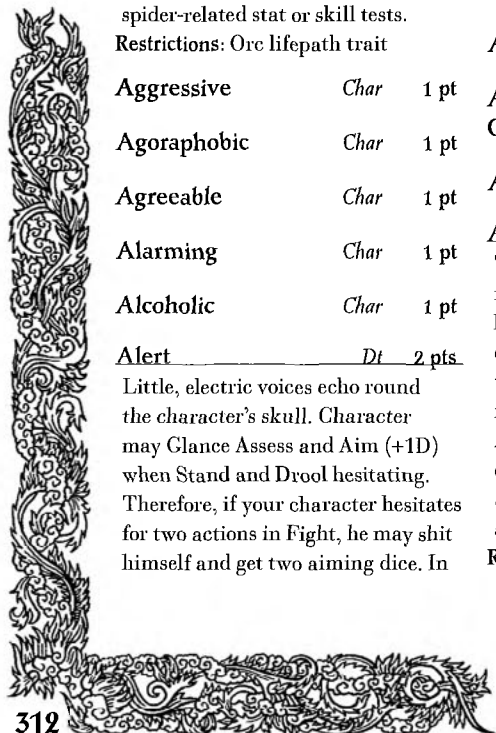 spider-related stat or skill tests.
Restrictions: Orc lifepath trait
Aggressive Char 1 pt
Agoraphobic Char 1 pt
Agreeable Char 1 pt
Alarming Char 1 pt
Alcoholic Char 1 pt
Alert Dt 2 pts
Little, electric voices echo round
the character's skull. Character
may Glance Assess and Aim (+1D)
when Stand and Drool hesitating.
Therefore, if your character hesitates
for two actions in Fight, he may shit
himself and get two aiming dice. In
312